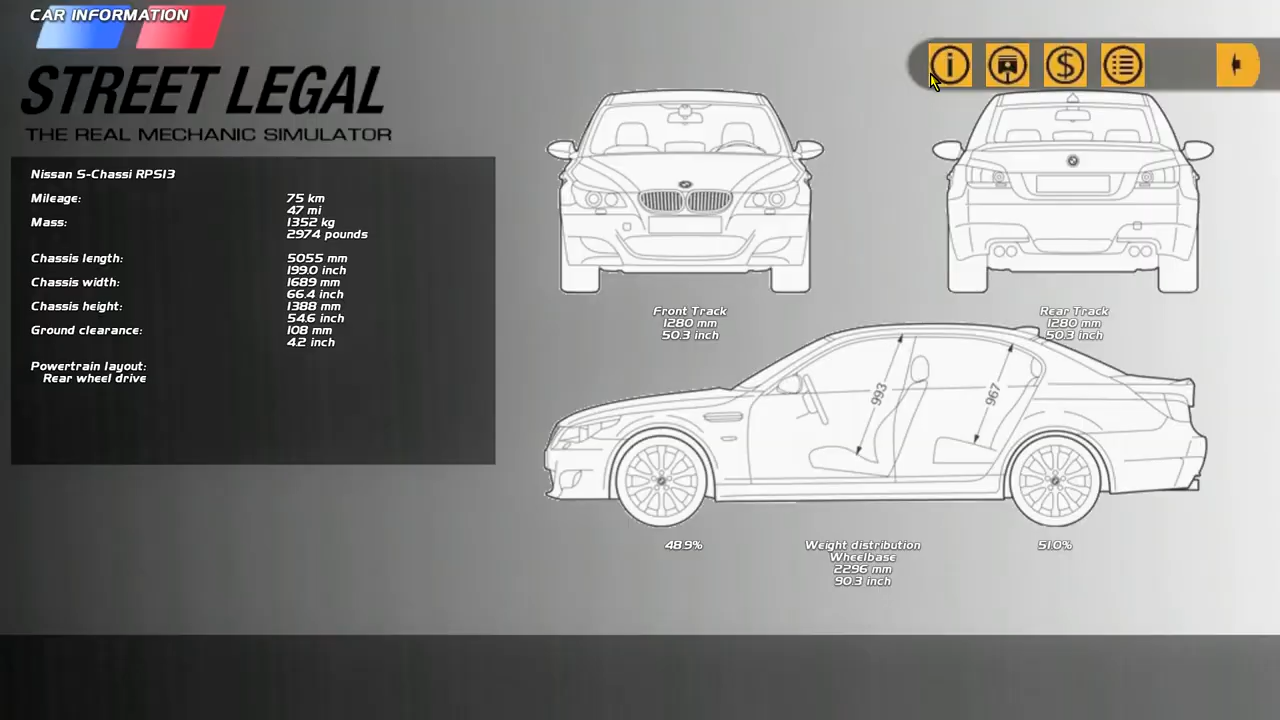 CAR INFORMATION
STREET LEGAL
THE REAL MECHANIC SIMULATOR
Nissan S-Chassi RPS13
Mileage: 75 km
47 mi
Mass: 1352 kg
2974 pounds
Chassis length: 5055 mm
199.0 inch
Chassis width: 1689 mm
66.4 inch
Chassis height: 1388 mm
54.6 inch
Ground clearance: 108 mm
4.2 inch
Powertrain layout:
Rear wheel drive
Front Track
1280 mm
50.3 inch
Rear Track
1280 mm
50.3 inch
993
967
48.9%
Weight distribution
51.0%
Wheelbase
2296 mm
90.3 inch